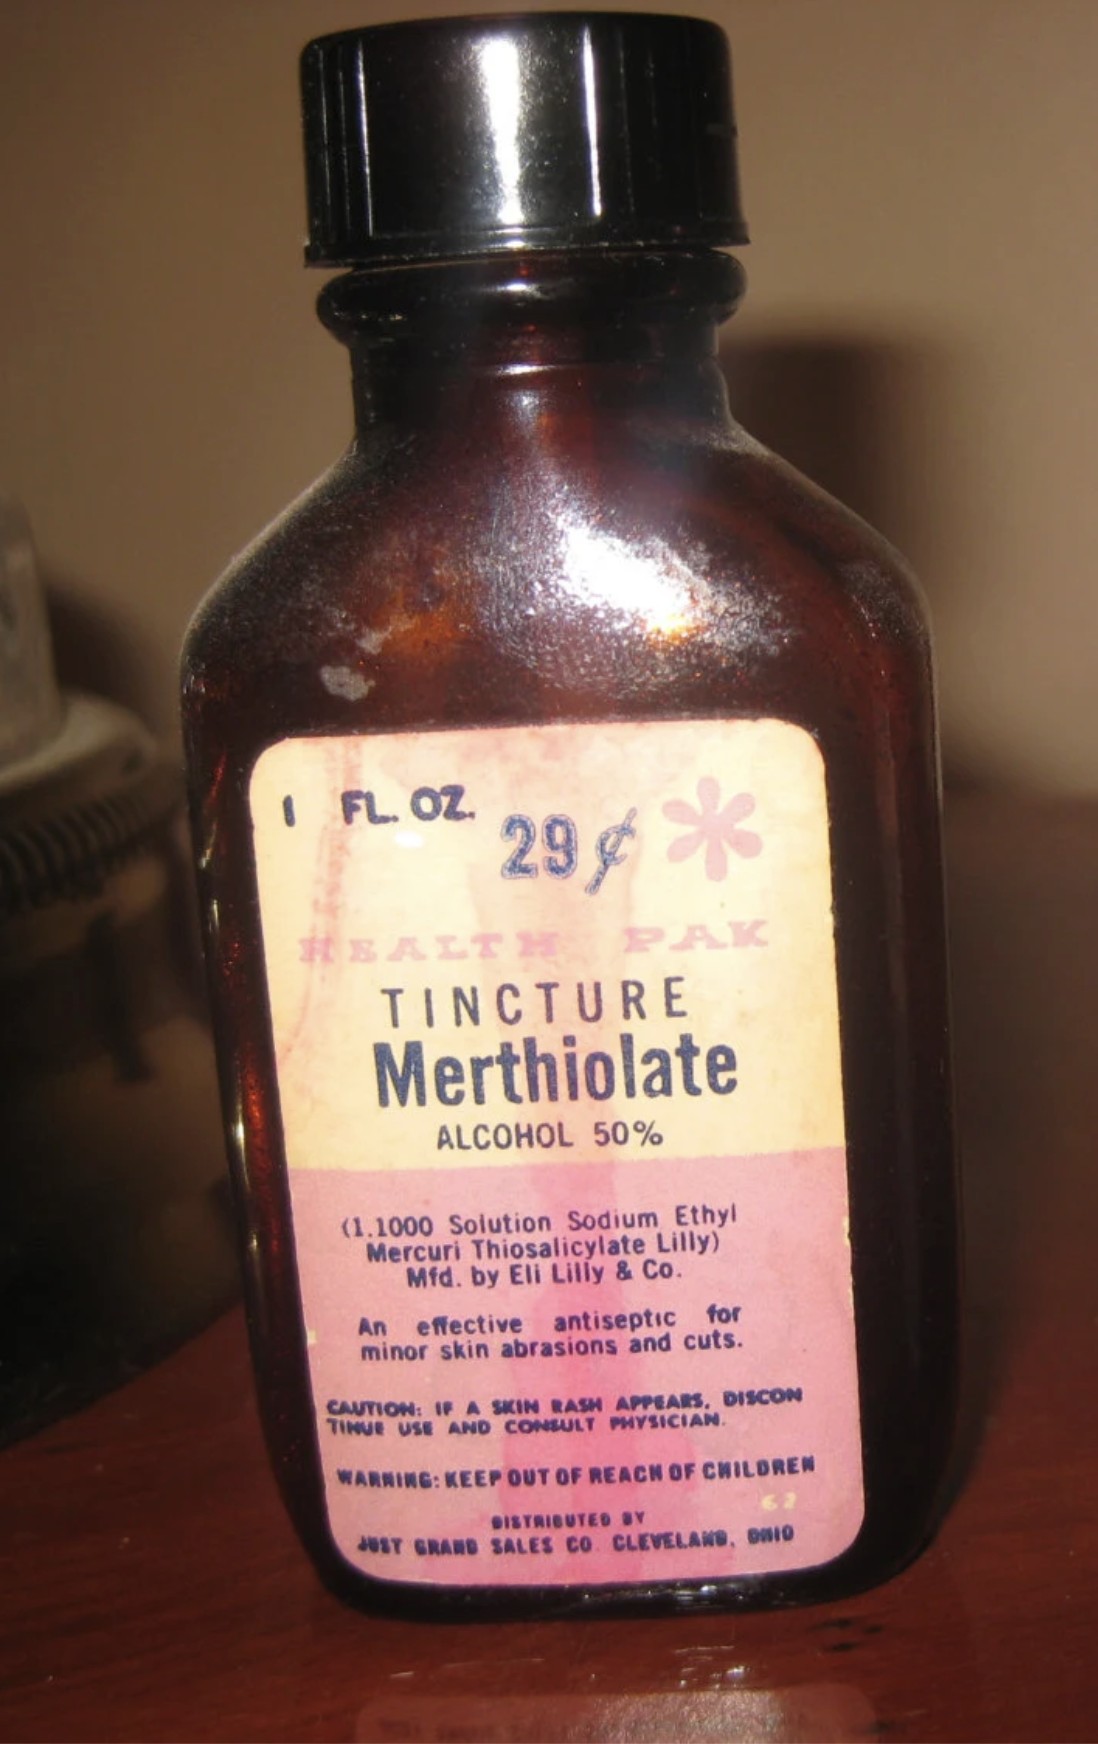 1 FL. OZ.
29¢
HEALTH PAK
TINCTURE
Merthiolate
ALCOHOL 50%
(1.1000 Solution Sodium Ethyl
Mercuri Thiosalicylate Lilly)
Mfd. by Eli Lilly & Co.
An effective antiseptic for
minor skin abrasions and cuts.
CAUTION: IF A SKIN RASH APPEARS, DISCON
TINUE USE AND CONSULT PHYSICIAN.
WARNING: KEEP OUT OF REACH OF CHILDREN
DISTRIBUTED BY
JUST GRAND SALES CO. CLEVELAND, OHIO